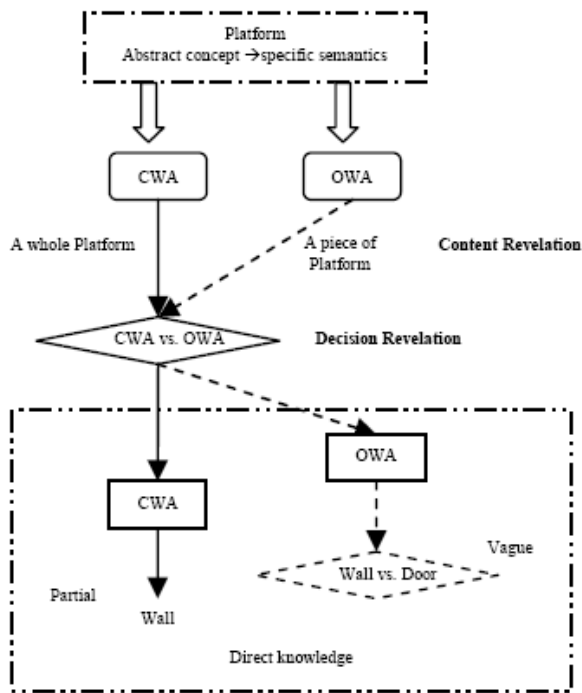 Platform
Abstract concept →specific semantics
CWA
OWA
A whole Platform
A piece of
Platform
Content Revelation
CWA vs. OWA
Decision Revelation
OWA
CWA
Vague
Wall vs. Door
Partial
Wall
Direct knowledge